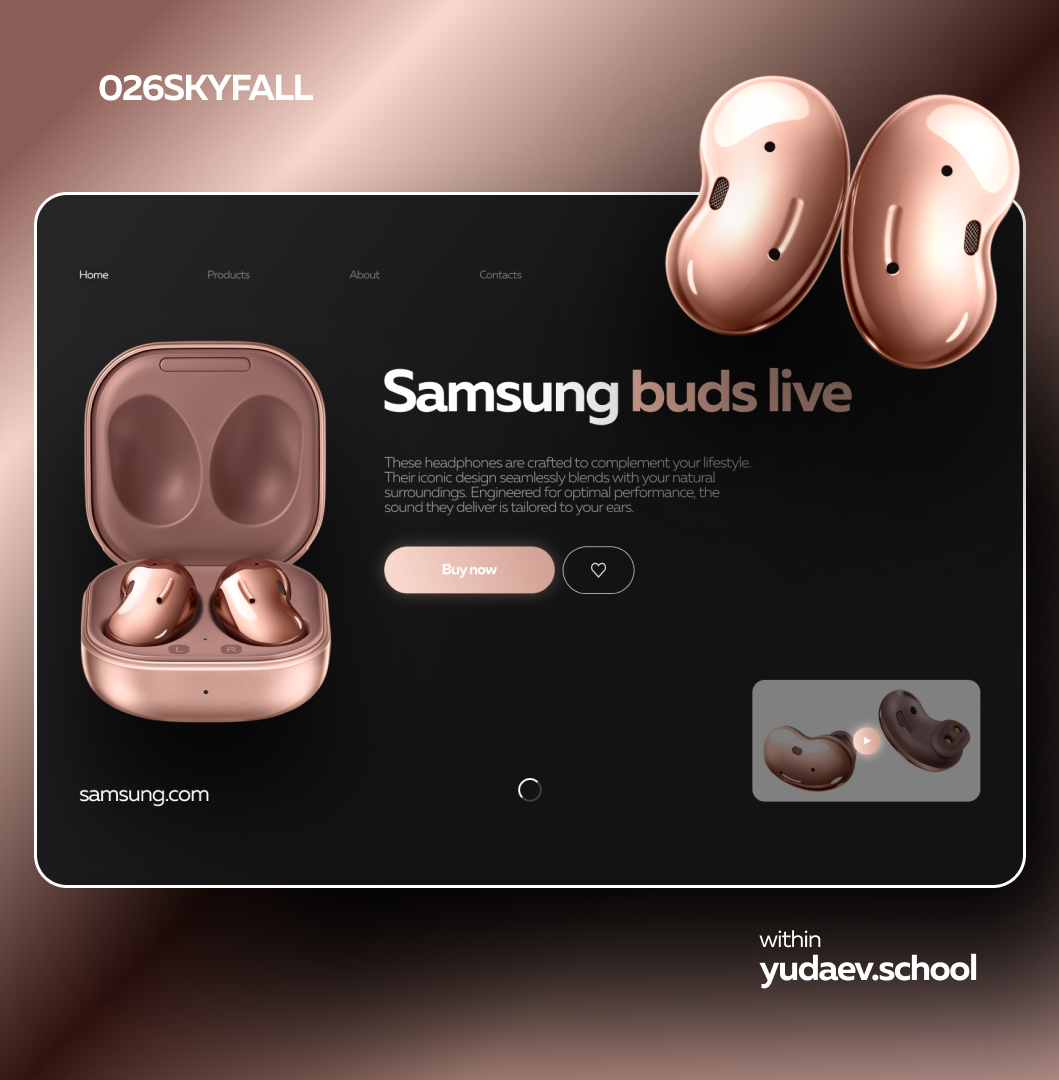 026SKYFALL
Home Products About Contacts
Samsung buds live
These headphones are crafted to complement your lifestyle.
Their iconic design seamlessly blends with your natural
surroundings. Engineered for optimal performance, the
sound they deliver is tailored to your ears.
Buy now
L R
samsung.com
within
yudaev.school